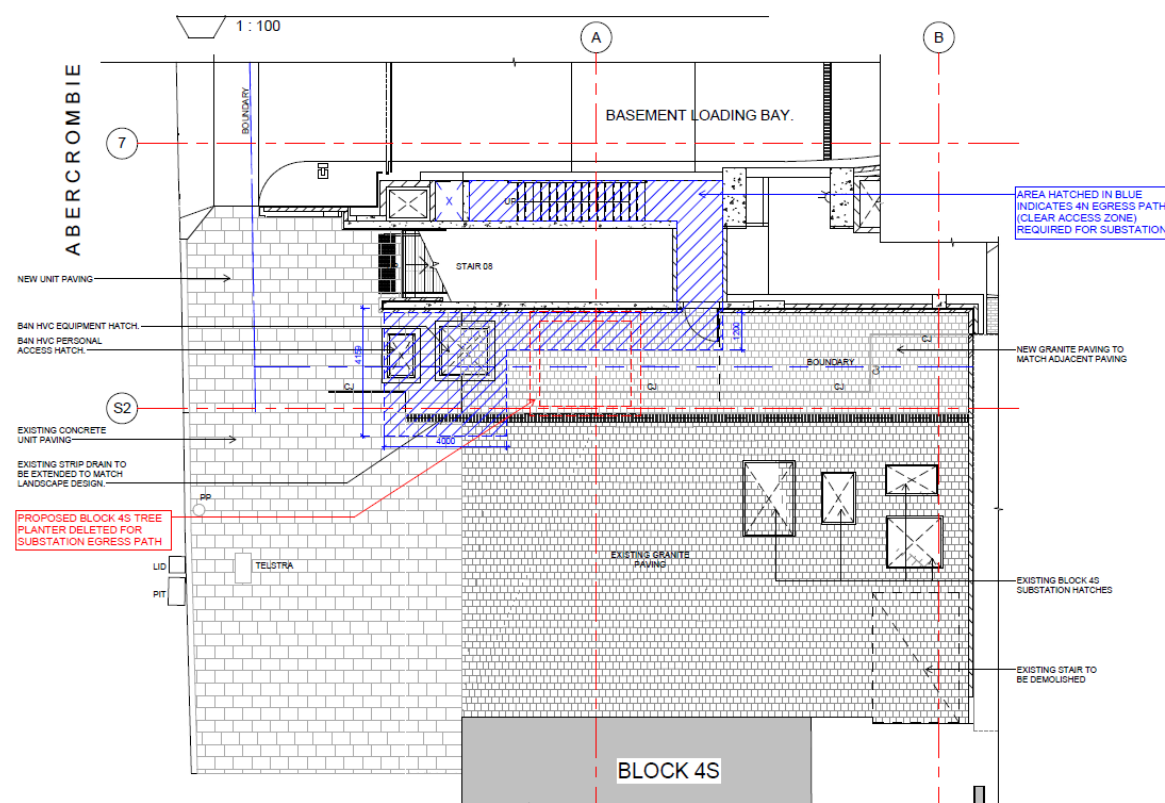 1 : 100
A
B
ABERCROMBIE
BOUNDARY
BASEMENT LOADING BAY.
7
UP
X
AREA HATCHED IN BLUE
INDICATES 4N EGRESS PATH
(CLEAR ACCESS ZONE)
REQUIRED FOR SUBSTATION
STAIR 08
NEW UNIT PAVING
B4N HVC EQUIPMENT HATCH.
B4N HVC PERSONAL
ACCESS HATCH.
4159
1200
CJ
BOUNDARY
NEW GRANITE PAVING TO
MATCH ADJACENT PAVING
CJ
CJ
CJ
CJ
S2
4000
EXISTING CONCRETE
UNIT PAVING
EXISTING STRIP DRAIN TO
BE EXTENDED TO MATCH
LANDSCAPE DESIGN.
PP
PROPOSED BLOCK 4S TREE
PLANTER DELETED FOR
SUBSTATION EGRESS PATH
EXISTING GRANITE
PAVING
LID
TELSTRA
PIT
EXISTING BLOCK 4S
SUBSTATION HATCHES
EXISTING STAIR TO
BE DEMOLISHED
BLOCK 4S